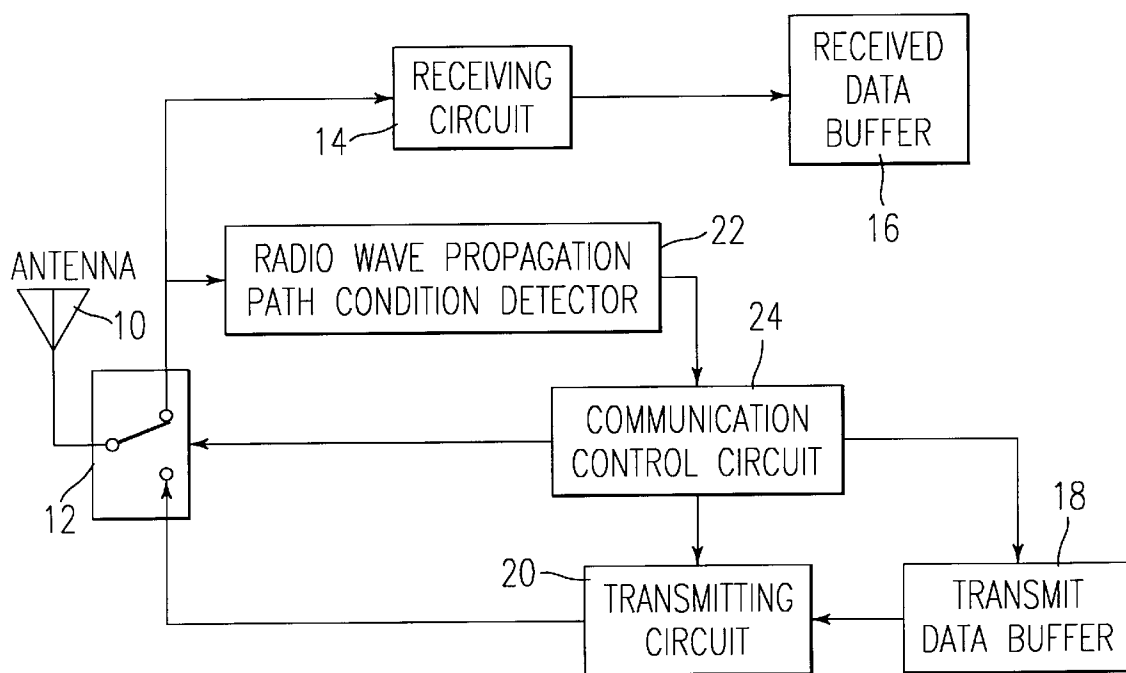 RECEIVING
CIRCUIT
14
RECEIVED
DATA
BUFFER
16
RADIO WAVE PROPAGATION
PATH CONDITION DETECTOR
22
ANTENNA
10
12
24
COMMUNICATION
CONTROL CIRCUIT
20
TRANSMITTING
CIRCUIT
18
TRANSMIT
DATA BUFFER